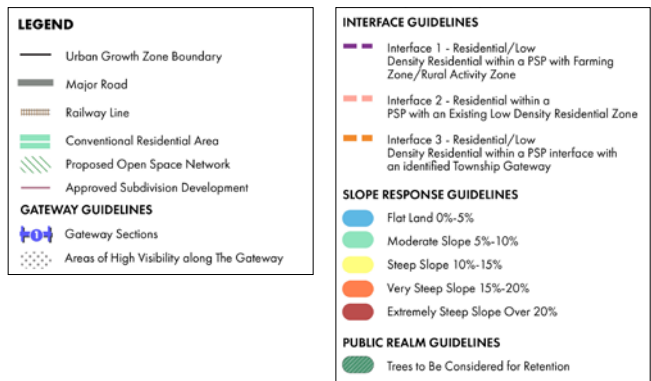 LEGEND
Urban Growth Zone Boundary
Major Road
Railway Line
Conventional Residential Area
Proposed Open Space Network
Approved Subdivision Development
GATEWAY GUIDELINES
1
Gateway Sections
Areas of High Visibility along The Gateway
INTERFACE GUIDELINES
Interface 1 - Residential/Low
Density Residential within a PSP with Farming
Zone/Rural Activity Zone
Interface 2 - Residential within a
PSP with an Existing Low Density Residential Zone
Interface 3 - Residential/Low
Density Residential within a PSP interface with
an identified Township Gateway
SLOPE RESPONSE GUIDELINES
Flat Land 0%-5%
Moderate Slope 5%-10%
Steep Slope 10%-15%
Very Steep Slope 15%-20%
Extremely Steep Slope Over 20%
PUBLIC REALM GUIDELINES
Trees to Be Considered for Retention